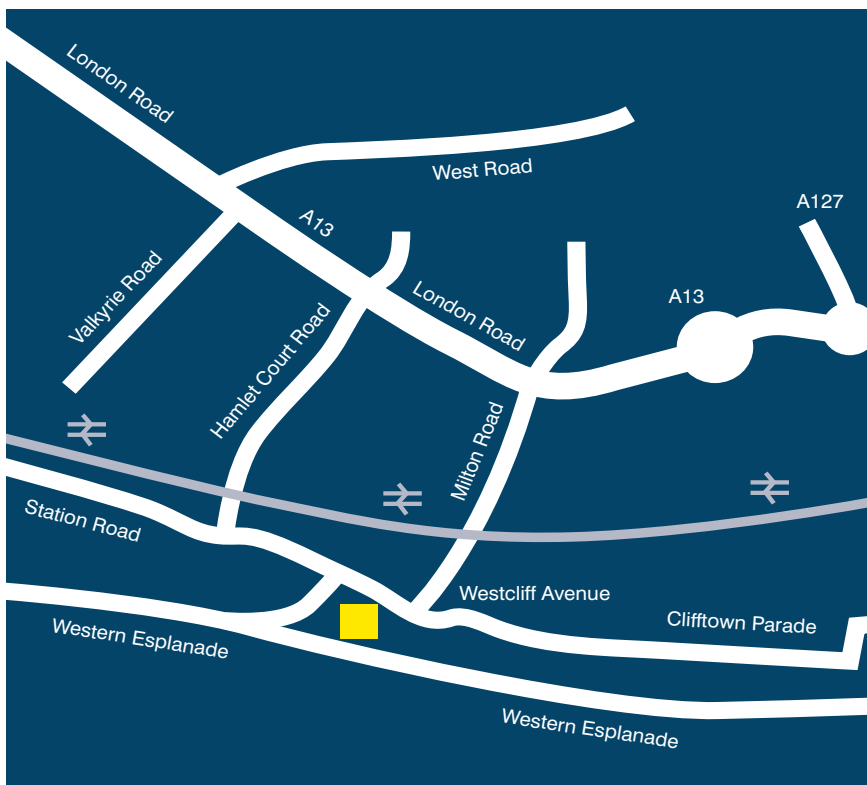 London Road
West Road
A127
A13
Valkyrie Road
A13
London Road
Hamlet Court Road
Milton Road
Station Road
Westcliff Avenue
Clifftown Parade
Western Esplanade
Western Esplanade